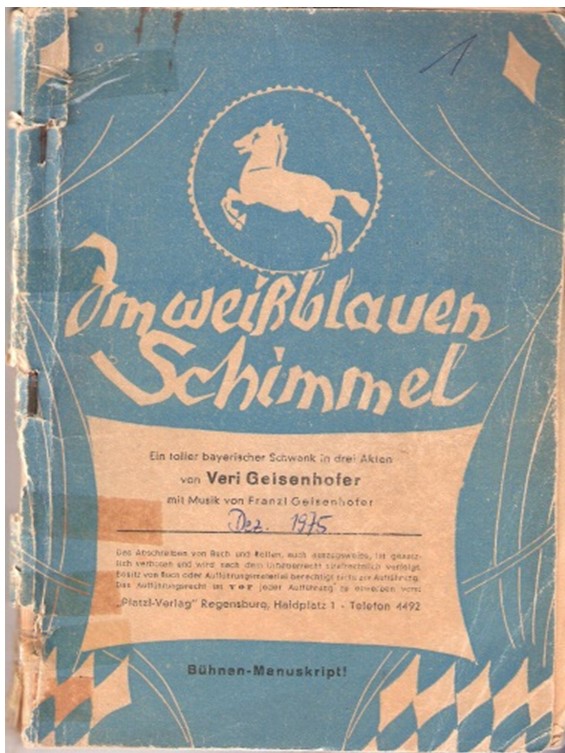 1
Im weißblauen
Schimmel
Ein toller bayerischer Schwank in drei Akten
von Veri Geisenhofer
mit Musik von Franzl Geisenhofer
Dez. 1975
Das Abschreiben von Buch und Rollen, auch auszugsweise, ist gesetz-
lich verboten und wird nach dem Urheberrecht strafrechtlich verfolgt.
Besitz von Buch oder Aufführungsmaterial berechtigt nicht zur Aufführung.
Das Aufführungsrecht ist vor jeder Aufführung zu erwerben vom:
„Platzl-Verlag" Regensburg, Haidplatz 1 - Telefon 4492
Bühnen-Manuskript!